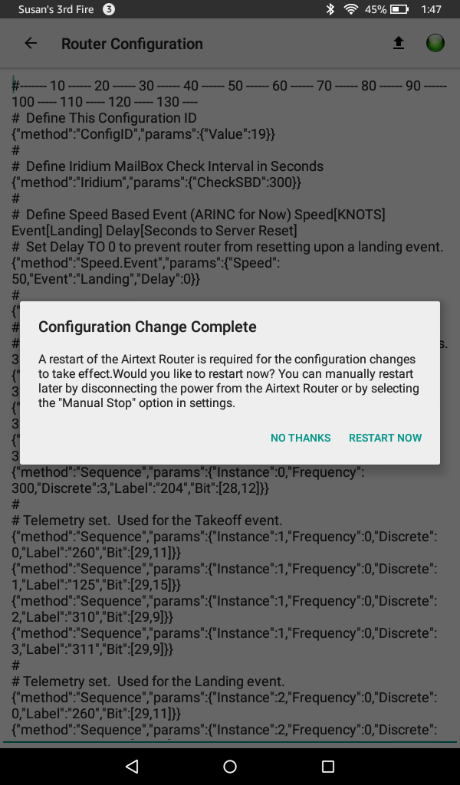 Susan's 3rd Fire 3 45% 1:47
Router Configuration
#------- 10 ------ 20 ------ 30 ------ 40 ------ 50 ------ 60 ------ 70 ------ 80 ------ 90 ------
100 ----- 110 ----- 120 ----- 130 ----
# Define This Configuration ID
{"method":"ConfigID","params":{"Value":19}}
#
# Define Iridium MailBox Check Interval in Seconds
{"method":"Iridium","params":{"CheckSBD":300}}
#
# Define Speed Based Event (ARINC for Now) Speed[KNOTS]
Event[Landing] Delay[Seconds to Server Reset]
# Set Delay TO 0 to prevent router from resetting upon a landing event.
{"method":"Speed.Event","params":{"Speed":
50,"Event":"Landing","Delay":0}}
#
{"
#
# s.
3
{"
3
{"
3
{"
3
Configuration Change Complete
A restart of the Airtext Router is required for the configuration changes
to take effect.Would you like to restart now? You can manually restart
later by disconnecting the power from the Airtext Router or by selecting
the "Manual Stop" option in settings.
NO THANKS RESTART NOW
{"method":"Sequence","params":{"Instance":0,"Frequency":
300,"Discrete":3,"Label":"204","Bit":[28,12]}}
#
# Telemetry set. Used for the Takeoff event.
{"method":"Sequence","params":{"Instance":1,"Frequency":0,"Discrete":
0,"Label":"260","Bit":[29,11]}}
{"method":"Sequence","params":{"Instance":1,"Frequency":0,"Discrete":
1,"Label":"125","Bit":[29,15]}}
{"method":"Sequence","params":{"Instance":1,"Frequency":0,"Discrete":
2,"Label":"310","Bit":[29,9]}}
{"method":"Sequence","params":{"Instance":1,"Frequency":0,"Discrete":
3,"Label":"311","Bit":[29,9]}}
#
# Telemetry set. Used for the Landing event.
{"method":"Sequence","params":{"Instance":2,"Frequency":0,"Discrete":
0,"Label":"260","Bit":[29,11]}}
{"method":"Sequence","params":{"Instance":2,"Frequency":0,"Discrete":